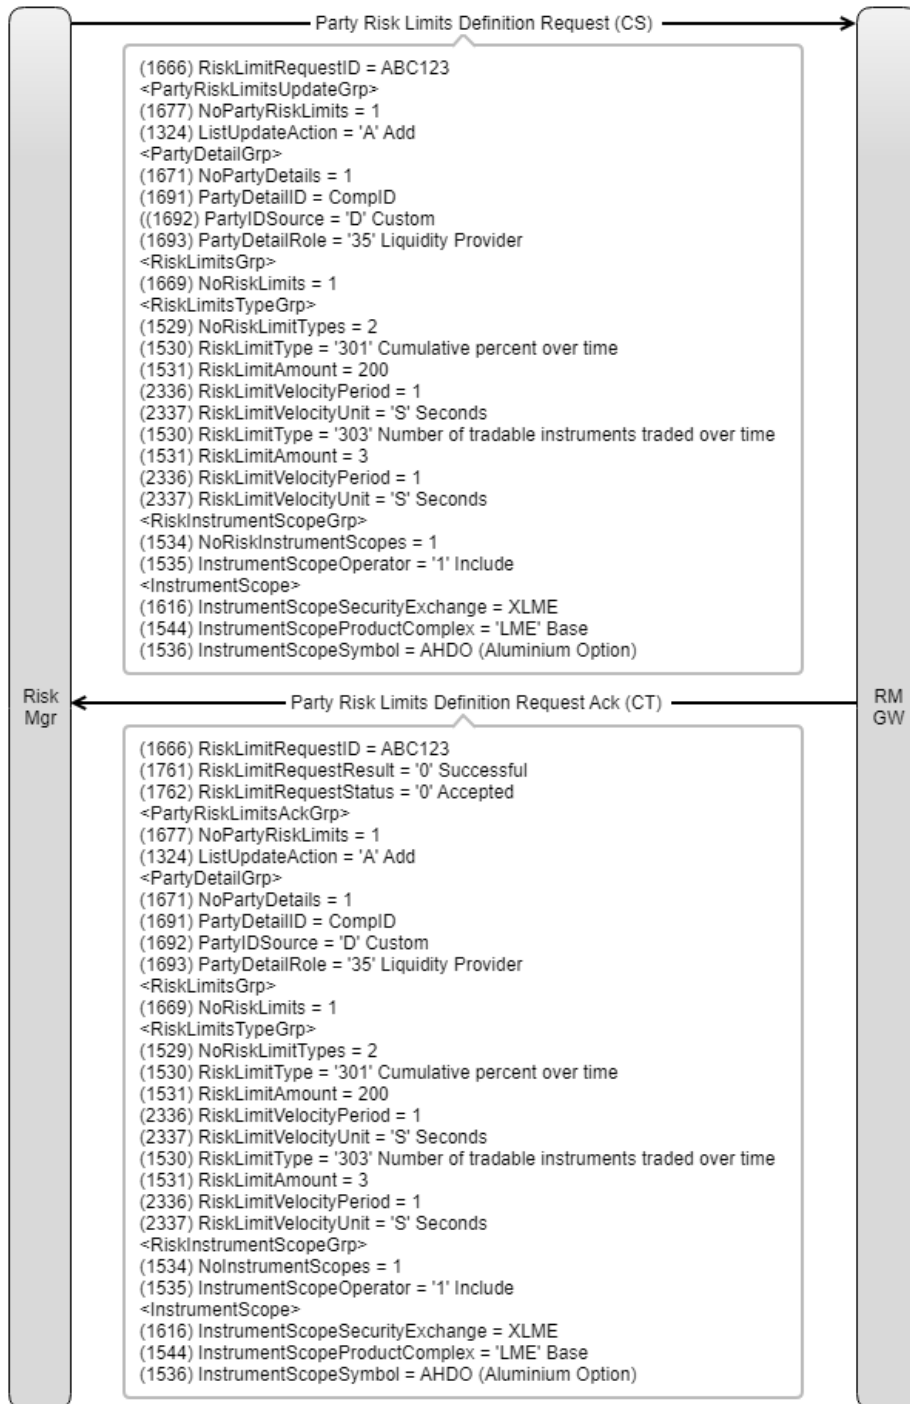 Party Risk Limits Definition Request (CS)
(1666) RiskLimitRequestID = ABC123
<PartyRiskLimitsUpdateGrp>
(1677) NoPartyRiskLimits = 1
(1324) ListUpdateAction = 'A' Add
<PartyDetailGrp>
(1671) NoPartyDetails = 1
(1691) PartyDetailID = CompID
((1692) PartyIDSource = 'D' Custom
(1693) PartyDetailRole = '35' Liquidity Provider
<RiskLimitsGrp>
(1669) NoRiskLimits = 1
<RiskLimitsTypeGrp>
(1529) NoRiskLimitTypes = 2
(1530) RiskLimitType = '301' Cumulative percent over time
(1531) RiskLimitAmount = 200
(2336) RiskLimitVelocityPeriod = 1
(2337) RiskLimitVelocityUnit = 'S' Seconds
(1530) RiskLimitType = '303' Number of tradable instruments traded over time
(1531) RiskLimitAmount = 3
(2336) RiskLimitVelocityPeriod = 1
(2337) RiskLimitVelocityUnit = 'S' Seconds
<RiskInstrumentScopeGrp>
(1534) NoRiskInstrumentScopes = 1
(1535) InstrumentScopeOperator = '1' Include
<InstrumentScope>
(1616) InstrumentScopeSecurityExchange = XLME
(1544) InstrumentScopeProductComplex = 'LME' Base
(1536) InstrumentScopeSymbol = AHDO (Aluminium Option)
Risk
Mgr
Party Risk Limits Definition Request Ack (CT)
RM
GW
(1666) RiskLimitRequestID = ABC123
(1761) RiskLimitRequestResult = '0' Successful
(1762) RiskLimitRequestStatus = '0' Accepted
<PartyRiskLimitsAckGrp>
(1677) NoPartyRiskLimits = 1
(1324) ListUpdateAction = 'A' Add
<PartyDetailGrp>
(1671) NoPartyDetails = 1
(1691) PartyDetailID = CompID
(1692) PartyIDSource = 'D' Custom
(1693) PartyDetailRole = '35' Liquidity Provider
<RiskLimitsGrp>
(1669) NoRiskLimits = 1
<RiskLimitsTypeGrp>
(1529) NoRiskLimitTypes = 2
(1530) RiskLimitType = '301' Cumulative percent over time
(1531) RiskLimitAmount = 200
(2336) RiskLimitVelocityPeriod = 1
(2337) RiskLimitVelocityUnit = 'S' Seconds
(1530) RiskLimitType = '303' Number of tradable instruments traded over time
(1531) RiskLimitAmount = 3
(2336) RiskLimitVelocityPeriod = 1
(2337) RiskLimitVelocityUnit = 'S' Seconds
<RiskInstrumentScopeGrp>
(1534) NoInstrumentScopes = 1
(1535) InstrumentScopeOperator = '1' Include
<InstrumentScope>
(1616) InstrumentScopeSecurityExchange = XLME
(1544) InstrumentScopeProductComplex = 'LME' Base
(1536) InstrumentScopeSymbol = AHDO (Aluminium Option)